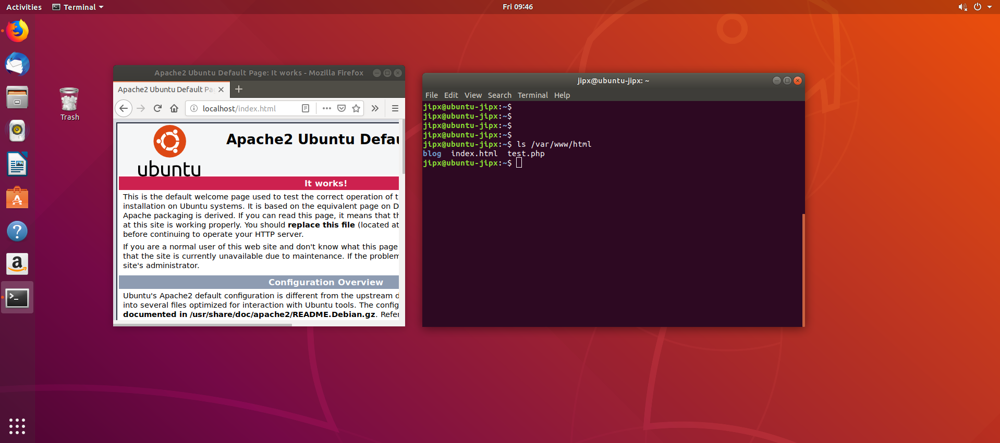 Activities
Terminal
Fri 09:46
Trash
Apache2 Ubuntu Default Page: It works - Mozilla Firefox
Apache2 Ubuntu Default Pa
localhost/index.html
ubuntu
Apache2 Ubuntu Defau
It works!
This is the default welcome page used to test the correct operation of t
installation on Ubuntu systems. It is based on the equivalent page on D
Apache packaging is derived. If you can read this page, it means that th
at this site is working properly. You should replace this file (located at
before continuing to operate your HTTP server.
If you are a normal user of this web site and don't know what this page
that the site is currently unavailable due to maintenance. If the problem
site's administrator.
Configuration Overview
Ubuntu's Apache2 default configuration is different from the upstream d
into several files optimized for interaction with Ubuntu tools. The config
documented in /usr/share/doc/apache2/README.Debian.gz. Refer
jipx@ubuntu-jipx: ~
File Edit View Search Terminal Help
jipx@ubuntu-jipx:~$
jipx@ubuntu-jipx:~$
jipx@ubuntu-jipx:~$
jipx@ubuntu-jipx:~$
jipx@ubuntu-jipx:~$ ls /var/www/html
blog index.html test.php
jipx@ubuntu-jipx:~$